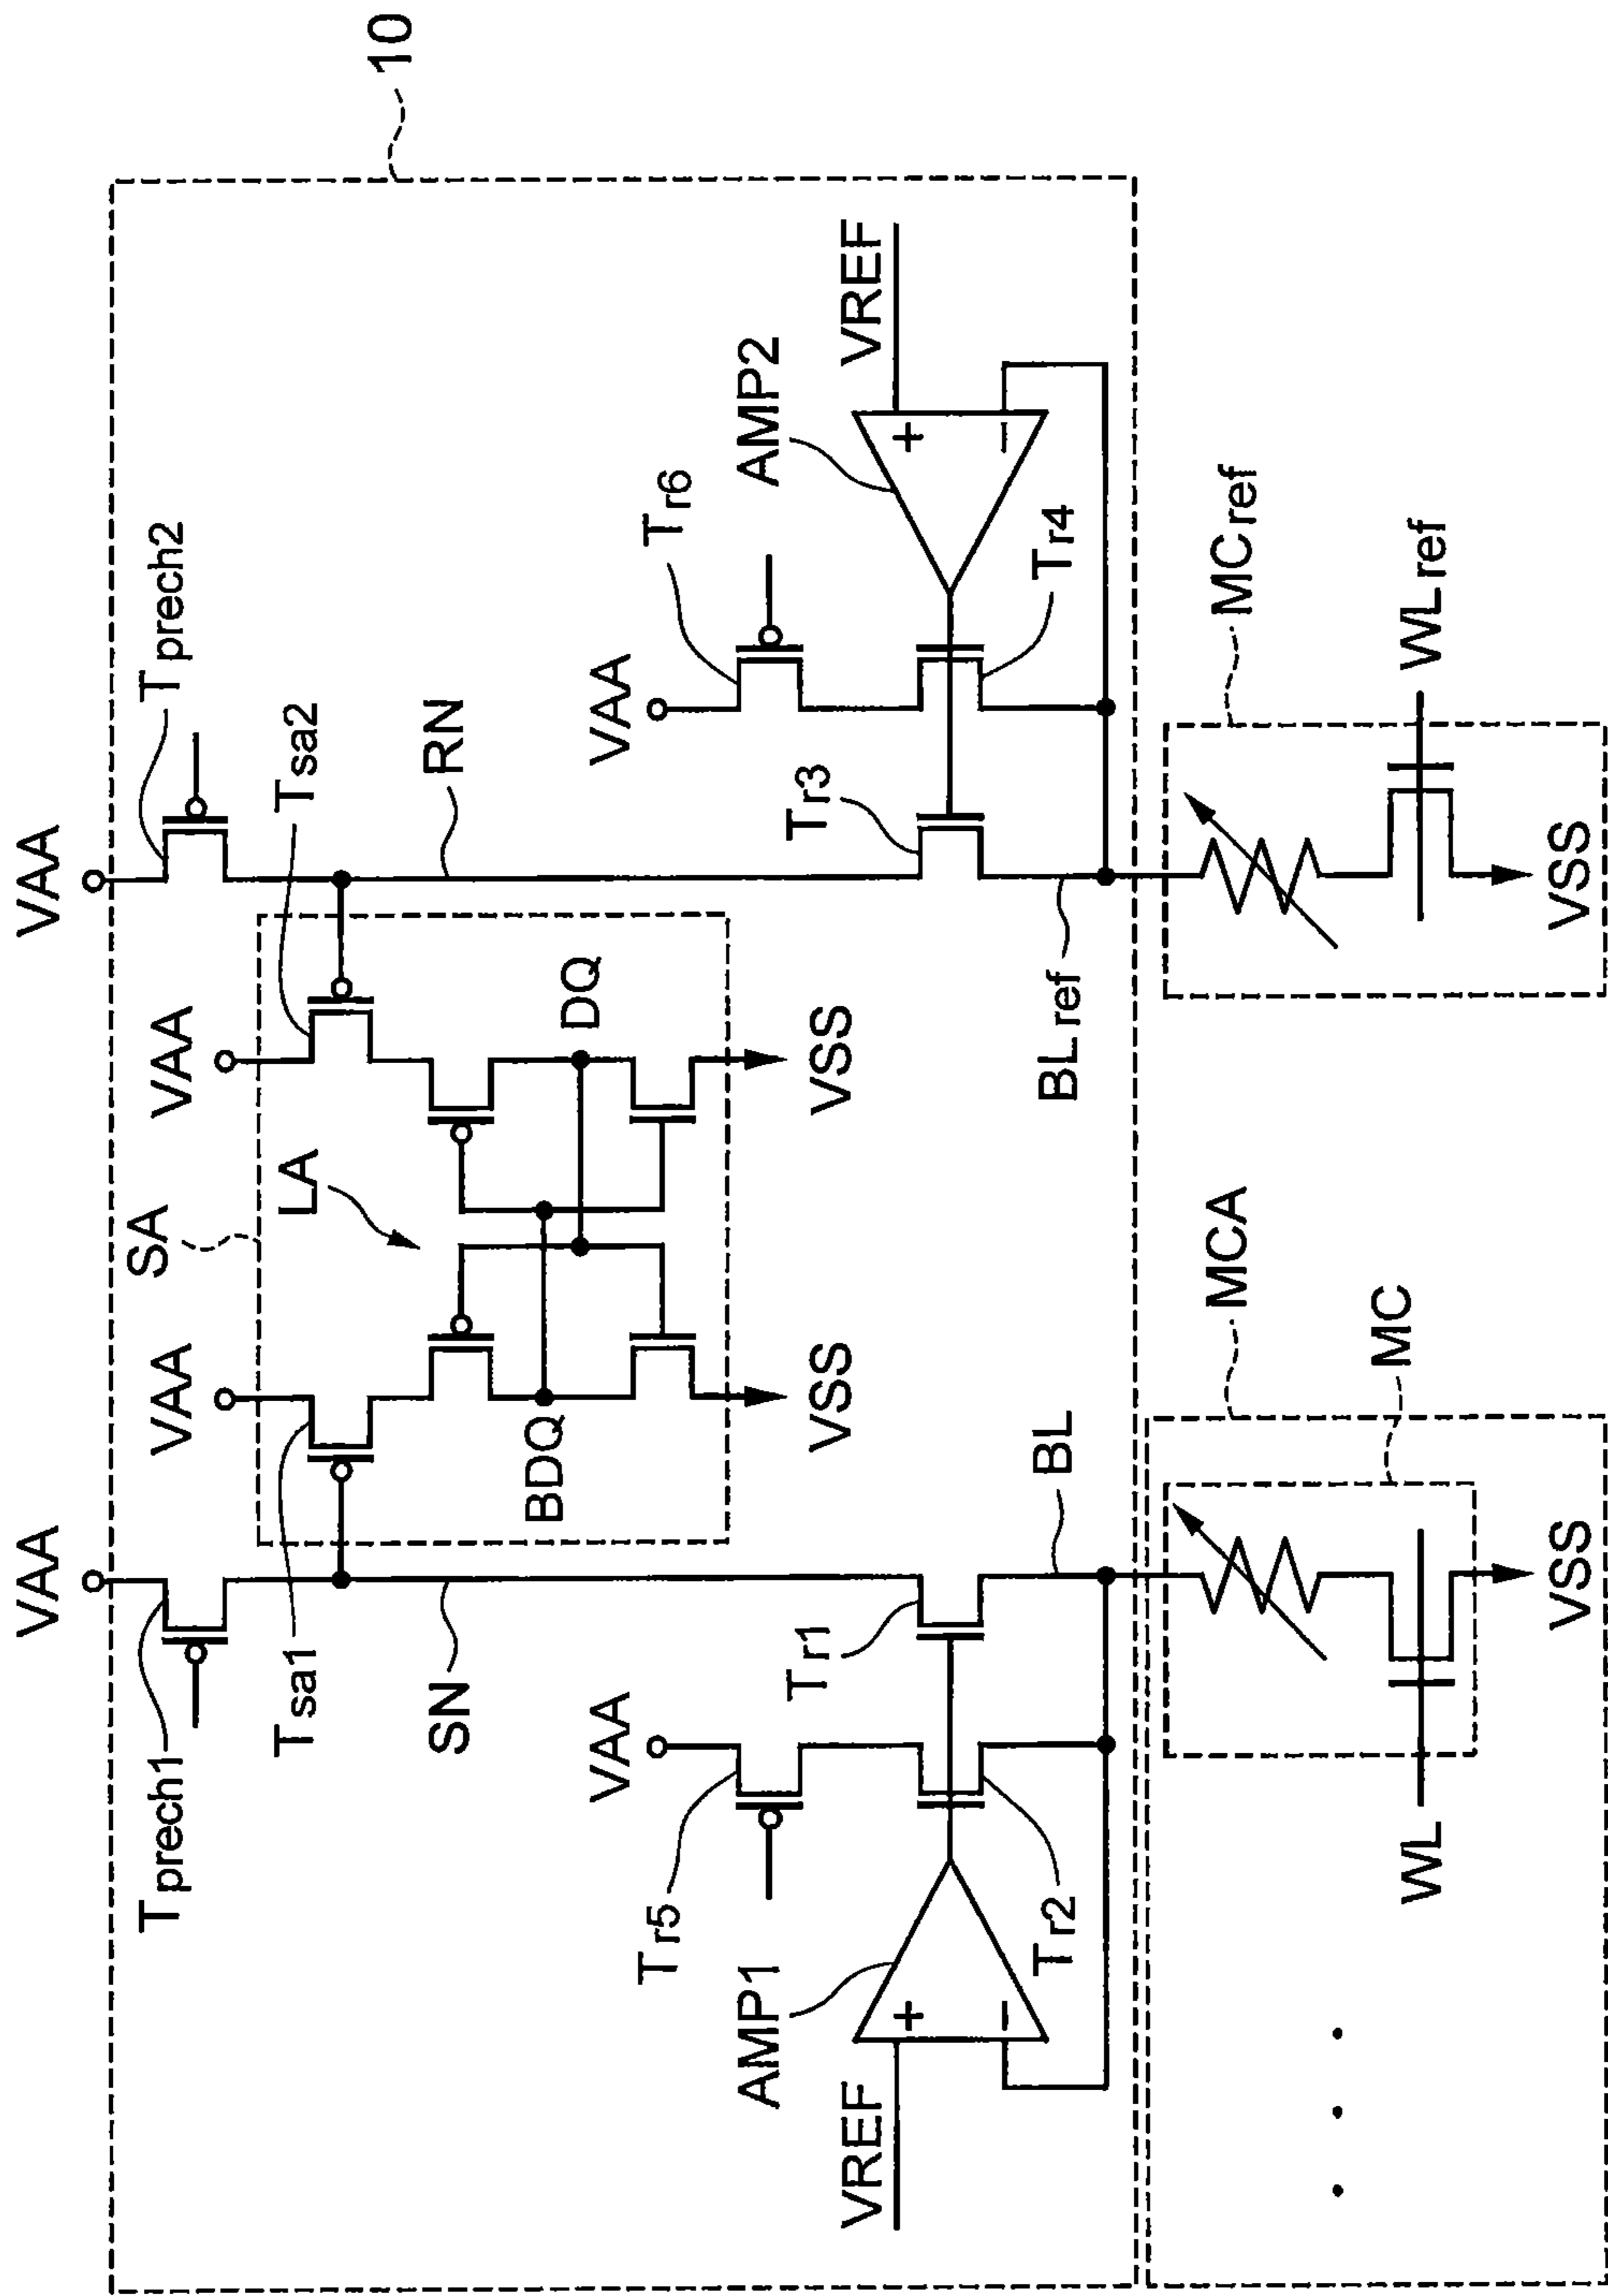 10
VAA
VAA
Tprech1
Tprech2
SA
VAA
VAA
LA
Tsa1
Tsa2
SN
RN
BDQ
DQ
VAA
VAA
Tr5
Tr6
AMP1
AMP2
Tr1
Tr3
VSS
VSS
VREF
VREF
+
+
−
−
Tr2
Tr4
BL
BLref
MCA
MCref
MC
WL
WLref
VSS
VSS